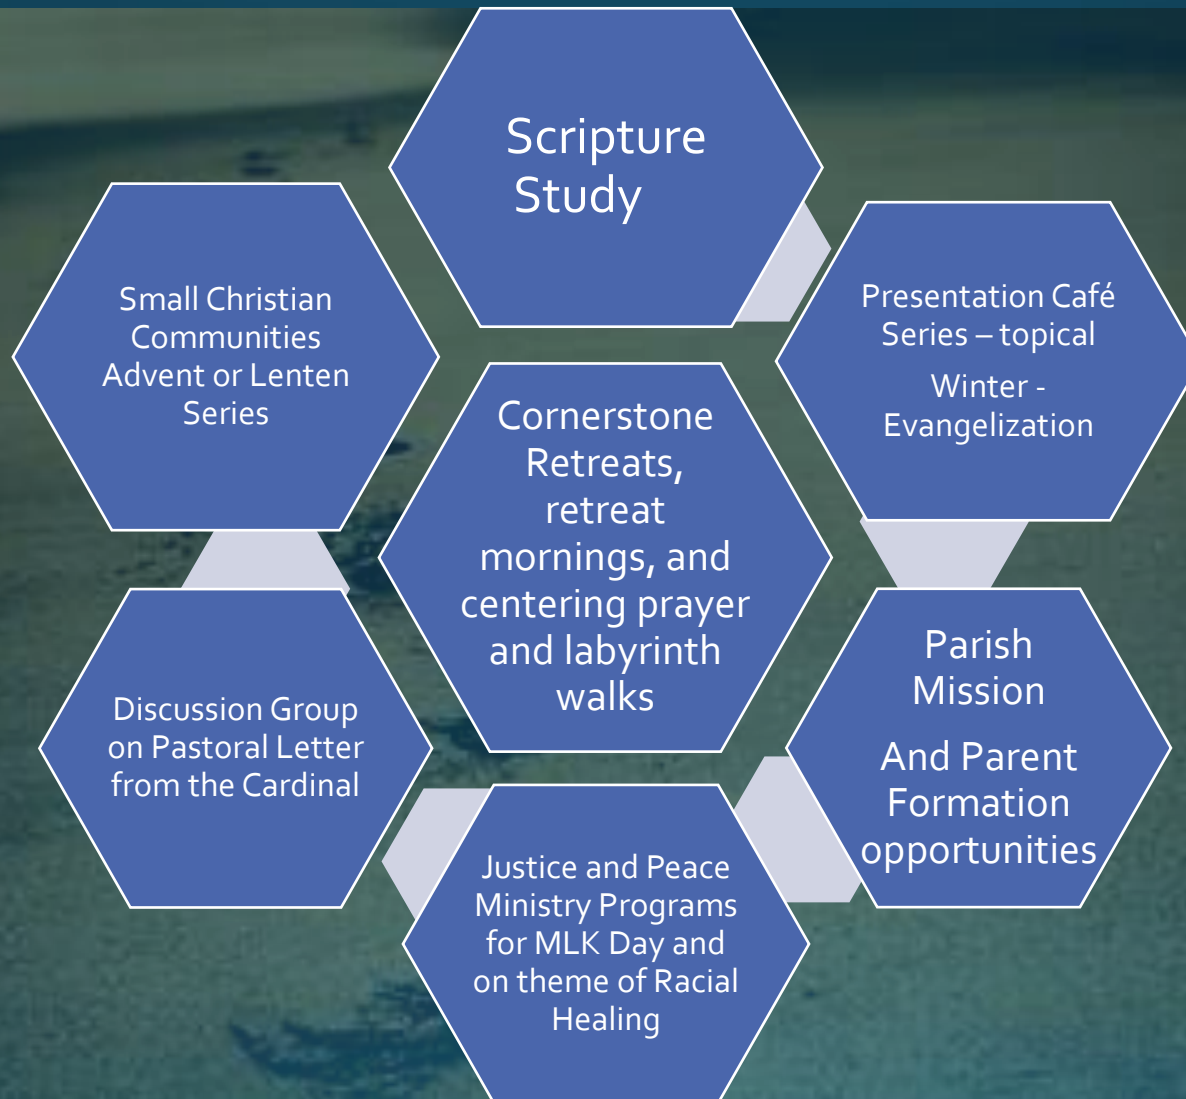 Scripture
Study
Presentation Café
Series – topical
Winter -
Evangelization
Parish
Mission
And Parent
Formation
opportunities
Justice and Peace
Ministry Programs
for MLK Day and
on theme of Racial
Healing
Discussion Group
on Pastoral Letter
from the Cardinal
Small Christian
Communities
Advent or Lenten
Series
Cornerstone
Retreats,
retreat
mornings, and
centering prayer
and labyrinth
walks